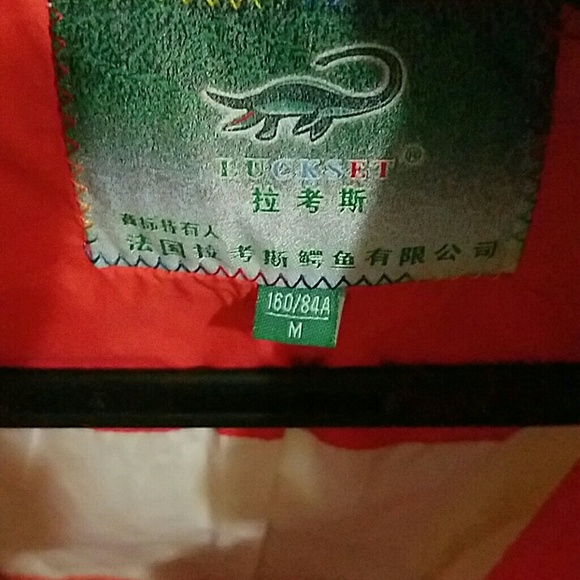 LUCKSET®
拉考斯
商标持有人
法国拉考斯鳄鱼有限公司
160/84A
M